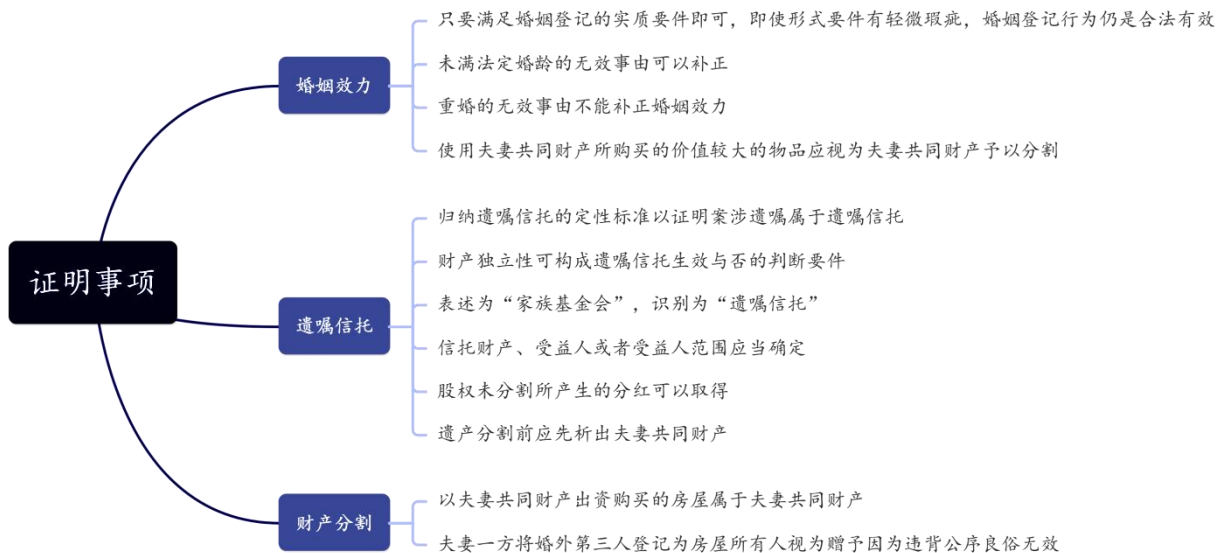 证明事项
婚姻效力
只要满足婚姻登记的实质要件即可，即使形式要件有轻微瑕疵，婚姻登记行为仍是合法有效
未满法定婚龄的无效事由可以补正
重婚的无效事由不能补正婚姻效力
使用夫妻共同财产所购买的价值较大的物品应视为夫妻共同财产予以分割
遗嘱信托
归纳遗嘱信托的定性标准以证明案涉遗嘱属于遗嘱信托
财产独立性可构成遗嘱信托生效与否的判断要件
表述为“家族基金会”，识别为“遗嘱信托”
信托财产、受益人或者受益人范围应当确定
股权未分割所产生的分红可以取得
遗产分割前应先析出夫妻共同财产
财产分割
以夫妻共同财产出资购买的房屋属于夫妻共同财产
夫妻一方将婚外第三人登记为房屋所有人视为赠予因为违背公序良俗无效